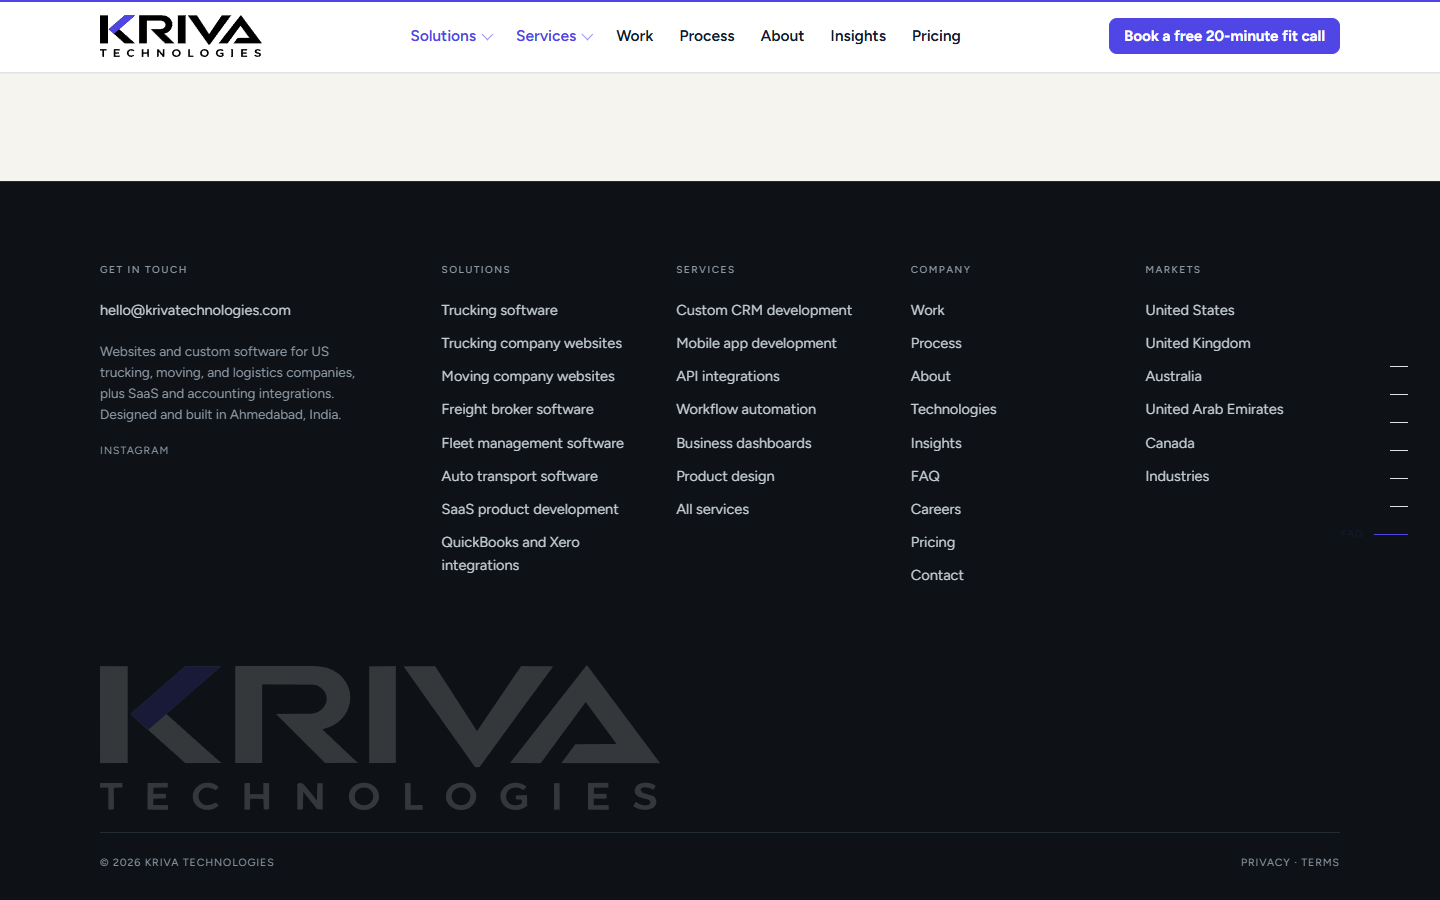 KRIVA
TECHNOLOGIES
Solutions
Services
Work
Process
About
Insights
Pricing
Book a free 20-minute fit call
GET IN TOUCH
hello@krivatechnologies.com
Websites and custom software for US
trucking, moving, and logistics companies,
plus SaaS and accounting integrations.
Designed and built in Ahmedabad, India.
INSTAGRAM
SOLUTIONS
Trucking software
Trucking company websites
Moving company websites
Freight broker software
Fleet management software
Auto transport software
SaaS product development
QuickBooks and Xero
integrations
SERVICES
Custom CRM development
Mobile app development
API integrations
Workflow automation
Business dashboards
Product design
All services
COMPANY
Work
Process
About
Technologies
Insights
FAQ
Careers
Pricing
Contact
MARKETS
United States
United Kingdom
Australia
United Arab Emirates
Canada
Industries
FAQ
KRIVA
TECHNOLOGIES
© 2026 KRIVA TECHNOLOGIES
PRIVACY · TERMS